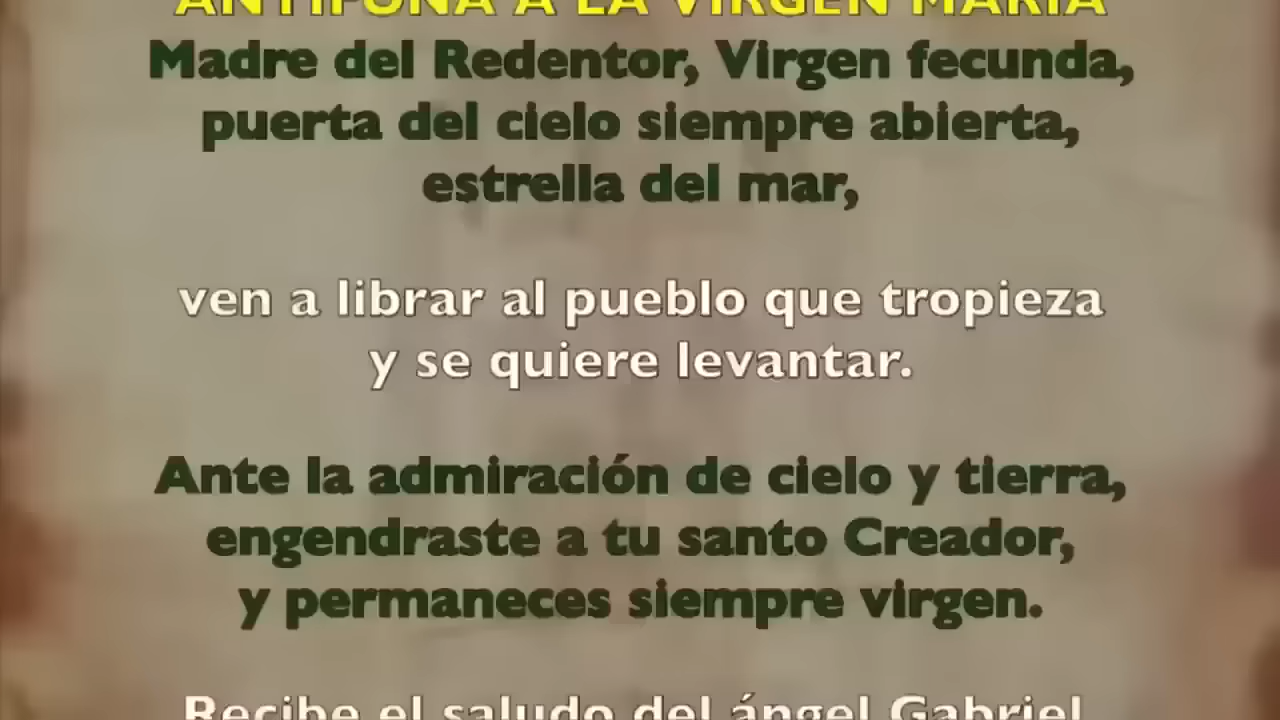 ANTÍFONA A LA VIRGEN MARÍA
Madre del Redentor, Virgen fecunda,
puerta del cielo siempre abierta,
estrella del mar,
ven a librar al pueblo que tropieza
y se quiere levantar.
Ante la admiración de cielo y tierra,
engendraste a tu santo Creador,
y permaneces siempre virgen.
Recibe el saludo del ángel Gabriel